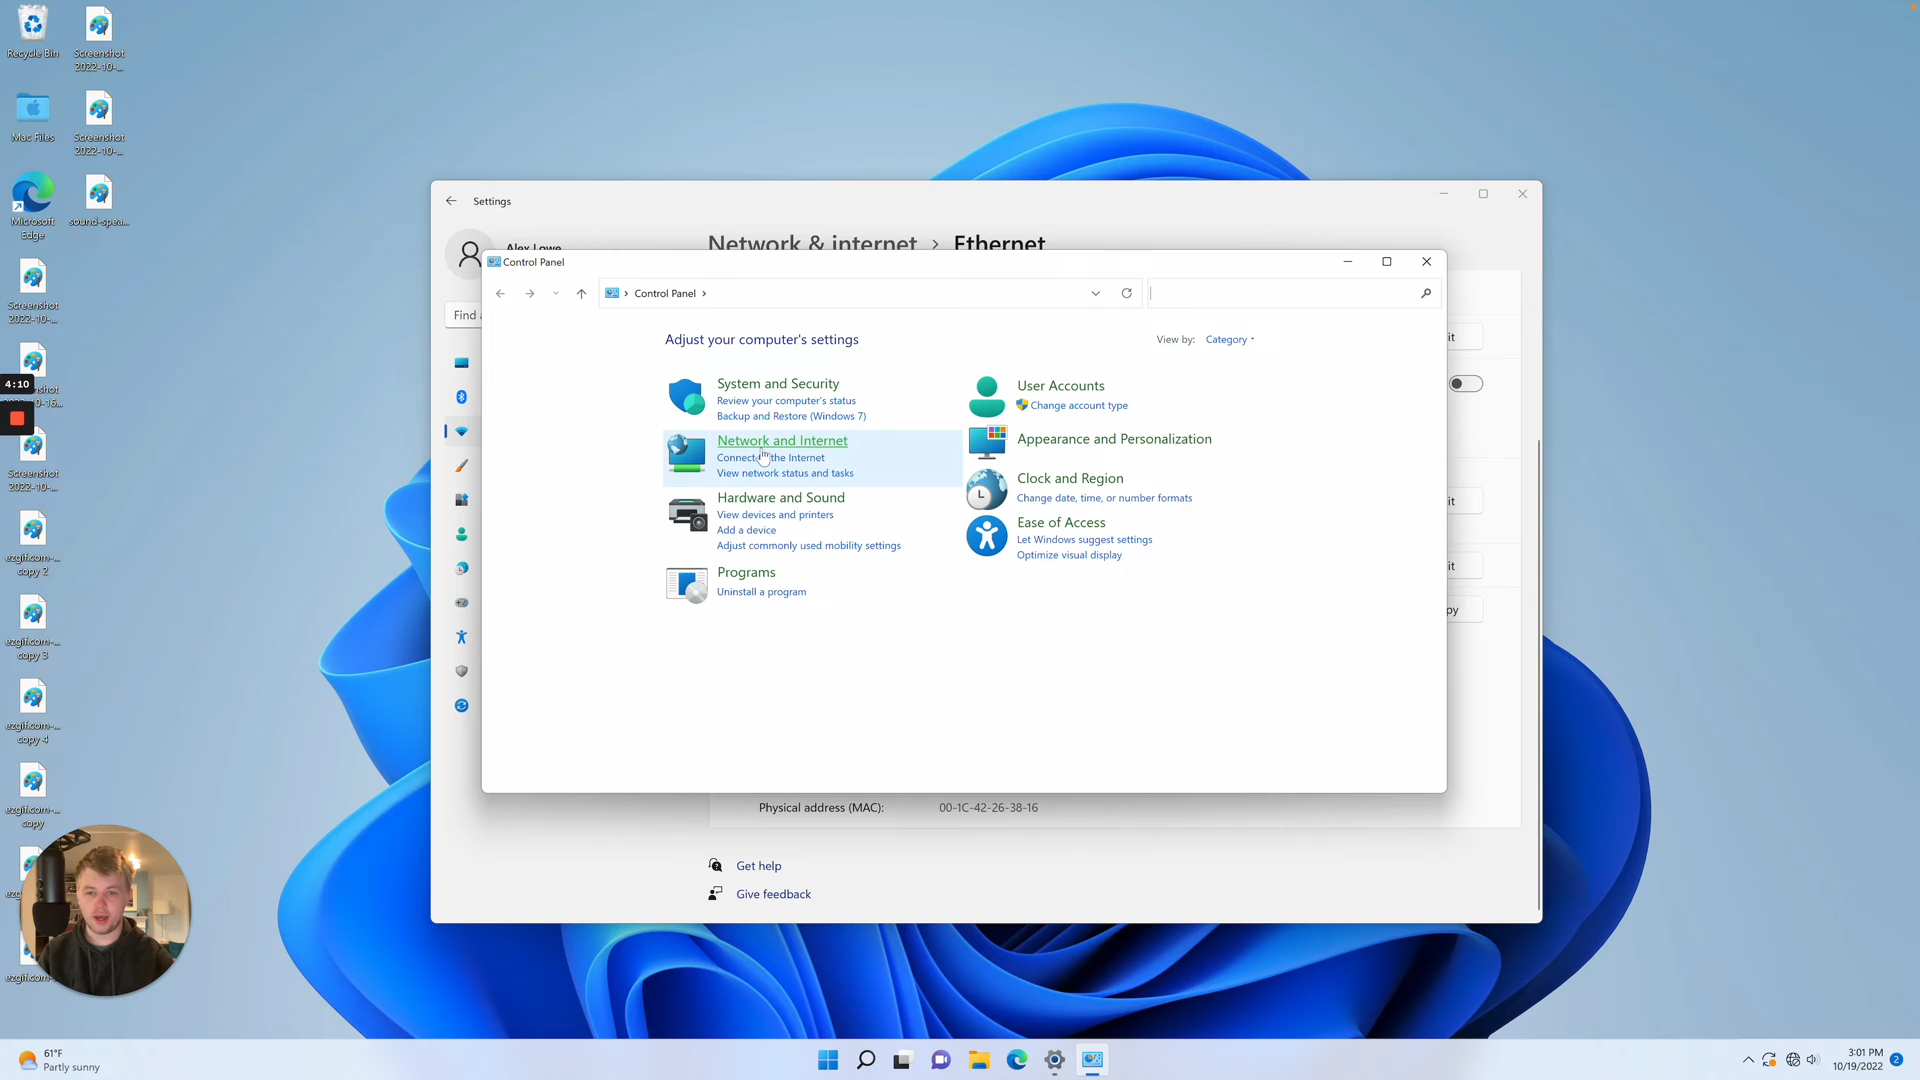 Recycle Bin
Screenshot
2022-10-...
Mac Files
Screenshot
2022-10-...
Microsoft
Edge
sound-spea...
Screenshot
2022-10-...
4:10
Screenshot
2022-10-...
ezgif.com-...
copy 2
ezgif.com-...
copy 3
ezgif.com-...
copy 4
ezgif.com-...
copy
Settings
Network & internet › Ethernet
Alex Lowe
Find
Control Panel
Control Panel
Adjust your computer's settings
View by: Category
System and Security
Review your computer's status
Backup and Restore (Windows 7)
Network and Internet
View network status and tasks
Hardware and Sound
View devices and printers
Add a device
Adjust commonly used mobility settings
Programs
Uninstall a program
User Accounts
Change account type
Appearance and Personalization
Clock and Region
Change date, time, or number formats
Ease of Access
Let Windows suggest settings
Optimize visual display
Physical address (MAC): 00-1C-42-26-38-16
Get help
Give feedback
61°F
Partly sunny
3:01 PM
10/19/2022
2